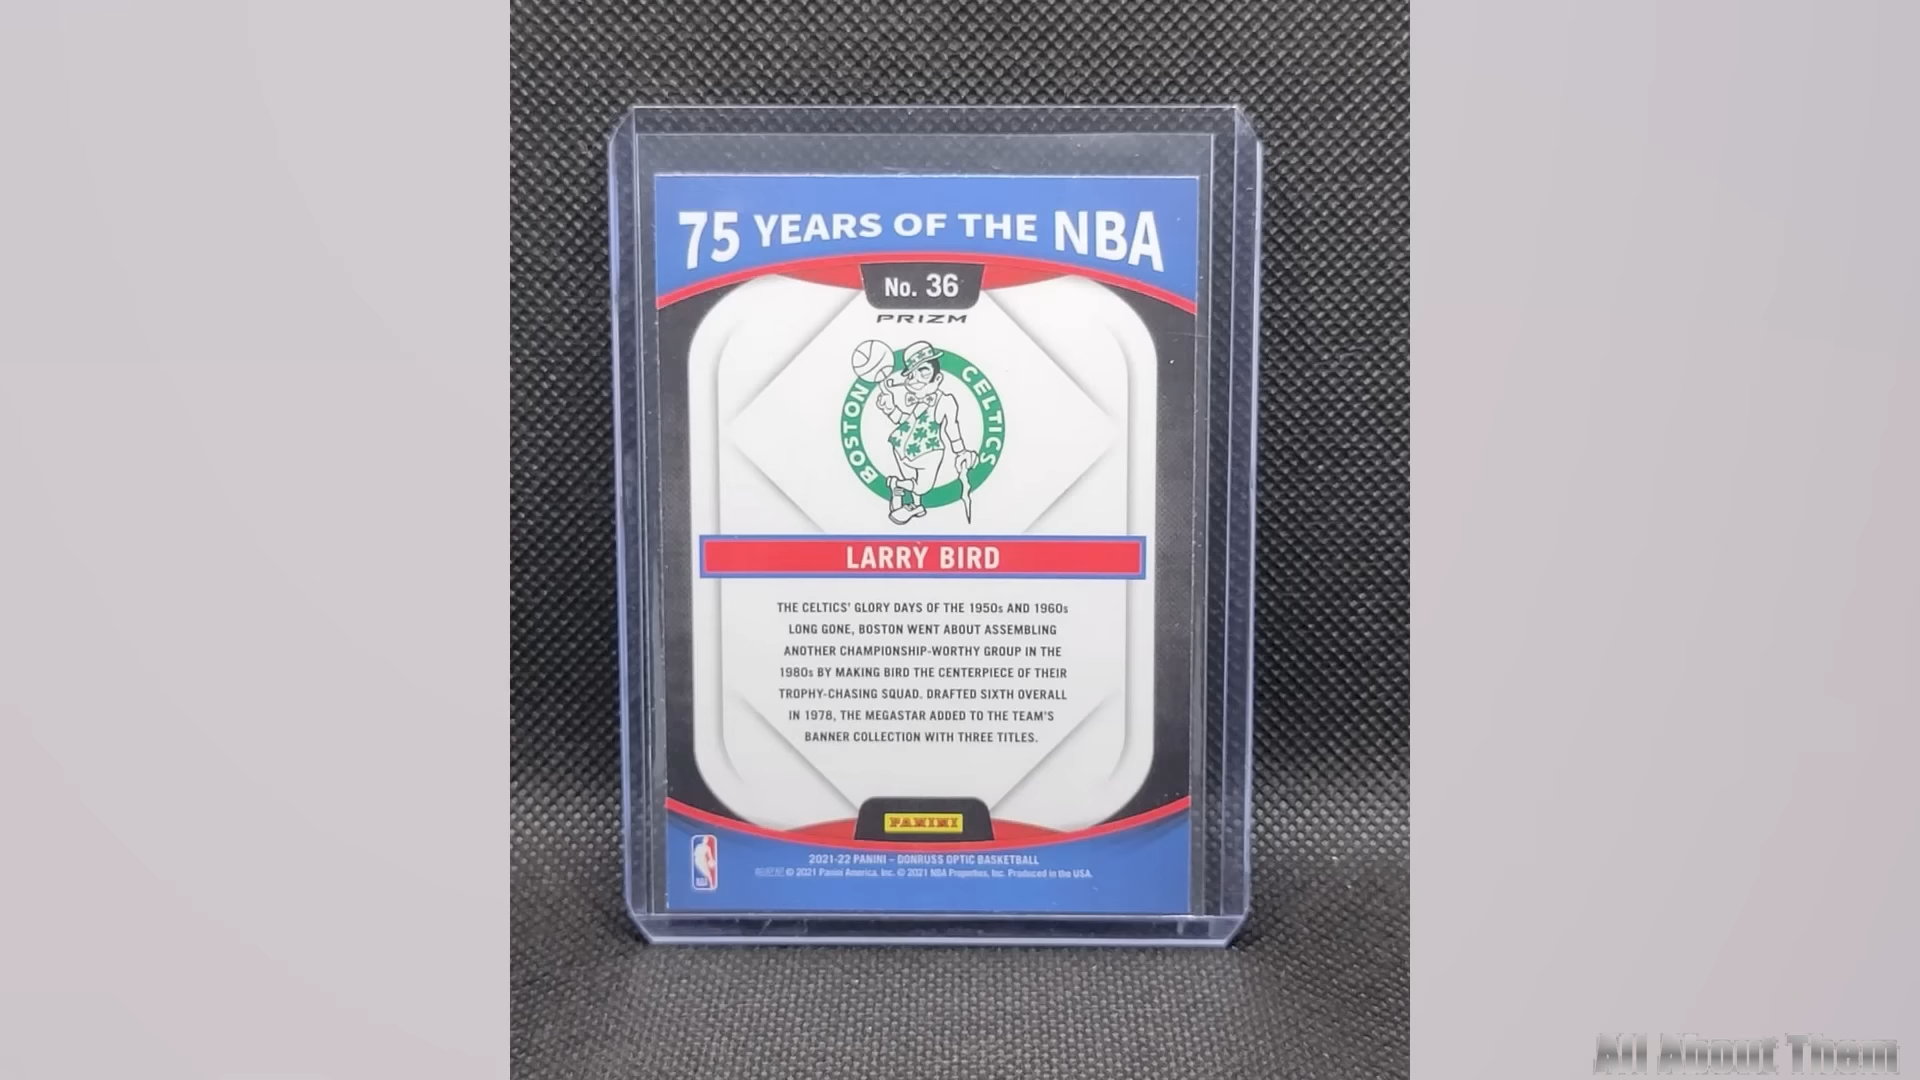 75 YEARS OF THE NBA
No. 36
PRIZM
BOSTON CELTICS
LARRY BIRD
THE CELTICS' GLORY DAYS OF THE 1950s AND 1960s
LONG GONE, BOSTON WENT ABOUT ASSEMBLING
ANOTHER CHAMPIONSHIP-WORTHY GROUP IN THE
1980s BY MAKING BIRD THE CENTERPIECE OF THEIR
TROPHY-CHASING SQUAD. DRAFTED SIXTH OVERALL
IN 1978, THE MEGASTAR ADDED TO THE TEAM'S
BANNER COLLECTION WITH THREE TITLES.
PANINI
NBA
2021-22 PANINI – DONRUSS OPTIC BASKETBALL
© 2021 Panini America, Inc. © 2021 NBA Properties, Inc. Produced in the USA.
All About Them